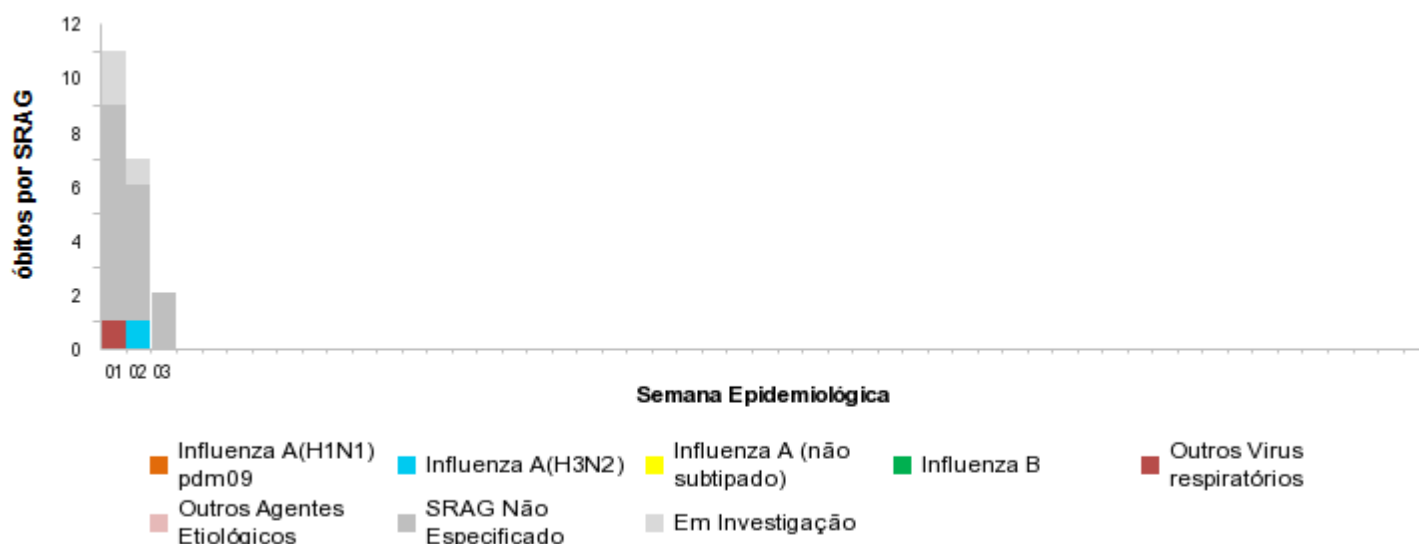 12
10
8
6
4
2
0
óbitos por SRAG
01 02 03
Semana Epidemiológica
Influenza A(H1N1)
pdm09
Influenza A(H3N2)
Influenza A (não
subtipado)
Influenza B
Outros Virus
respiratórios
Outros Agentes
Etiológicos
SRAG Não
Especificado
Em Investigação